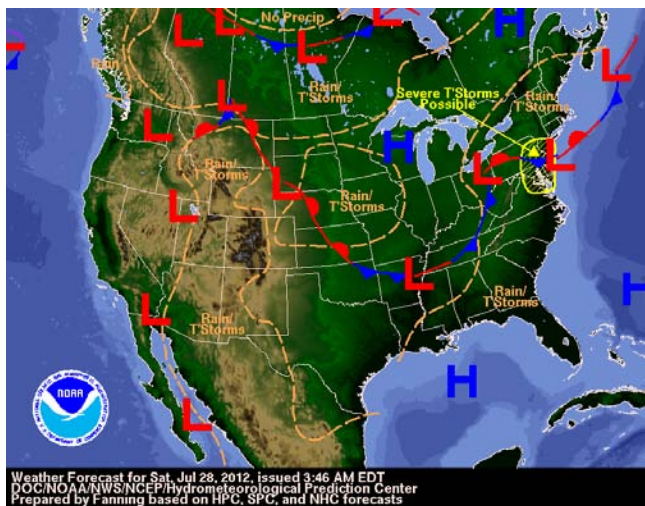 No Precip
L
L
L
L
H
L
Rain
Rain/
T'Storms
Severe T'Storms
Possible
Rain/
T'Storms
L
L
H
L
L
Rain/
T'Storms
L
Rain/
T'Storms
L
L
H
Rain/
T'Storms
L
Rain/
T'Storms
H
NOAA
L
Weather Forecast for Sat, Jul 28, 2012, issued 3:46 AM EDT
DOC/NOAA/NWS/NCEP/Hydrometeorological Prediction Center
Prepared by Fanning based on HPC, SPC, and NHC forecasts